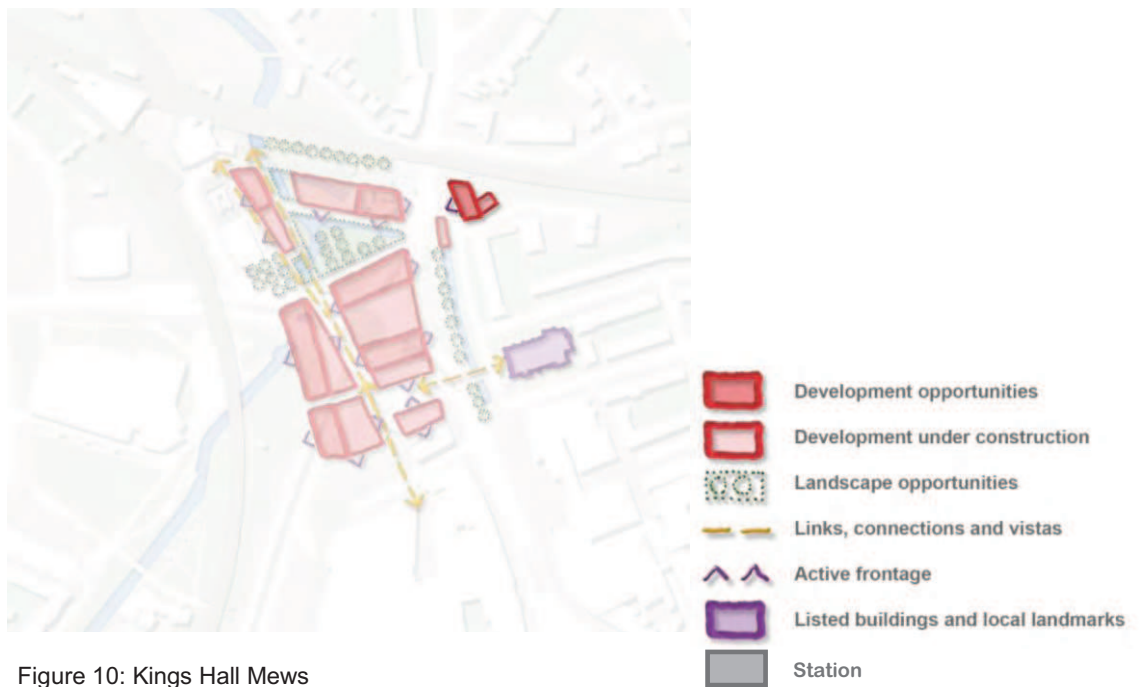 Development opportunities
Development under construction
Landscape opportunities
Links, connections and vistas
Active frontage
Listed buildings and local landmarks
Station
Figure 10: Kings Hall Mews